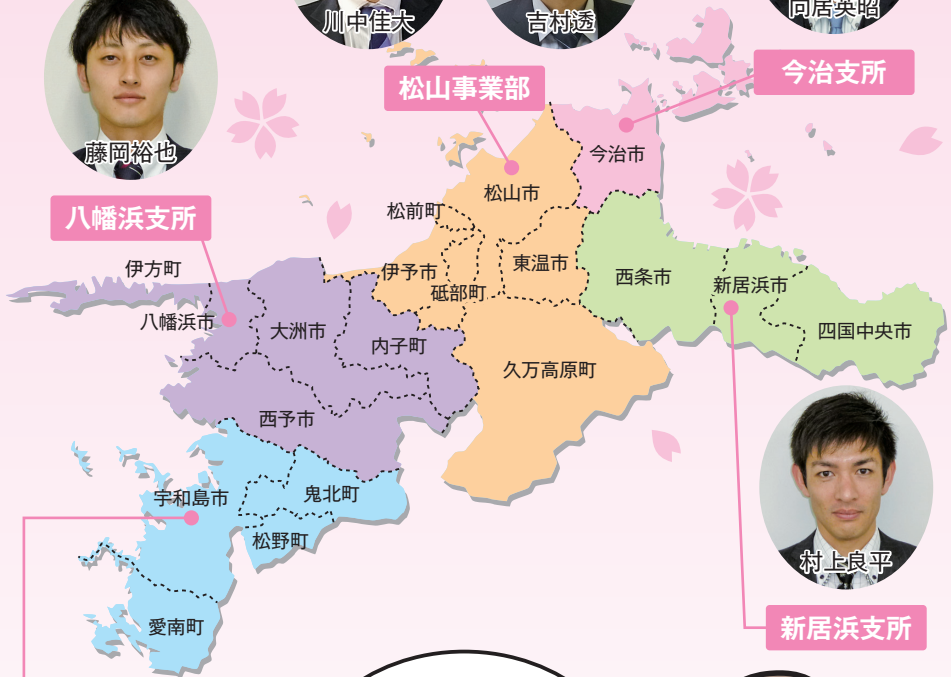 川中佳大
吉村透
向居英昭
今治支所
松山事業部
藤岡裕也
八幡浜支所
今治市
松山市
松前町
伊方町
伊予市
砥部町
東温市
西条市
新居浜市
八幡浜市
大洲市
内子町
久万高原町
四国中央市
西予市
宇和島市
鬼北町
松野町
愛南町
村上良平
新居浜支所